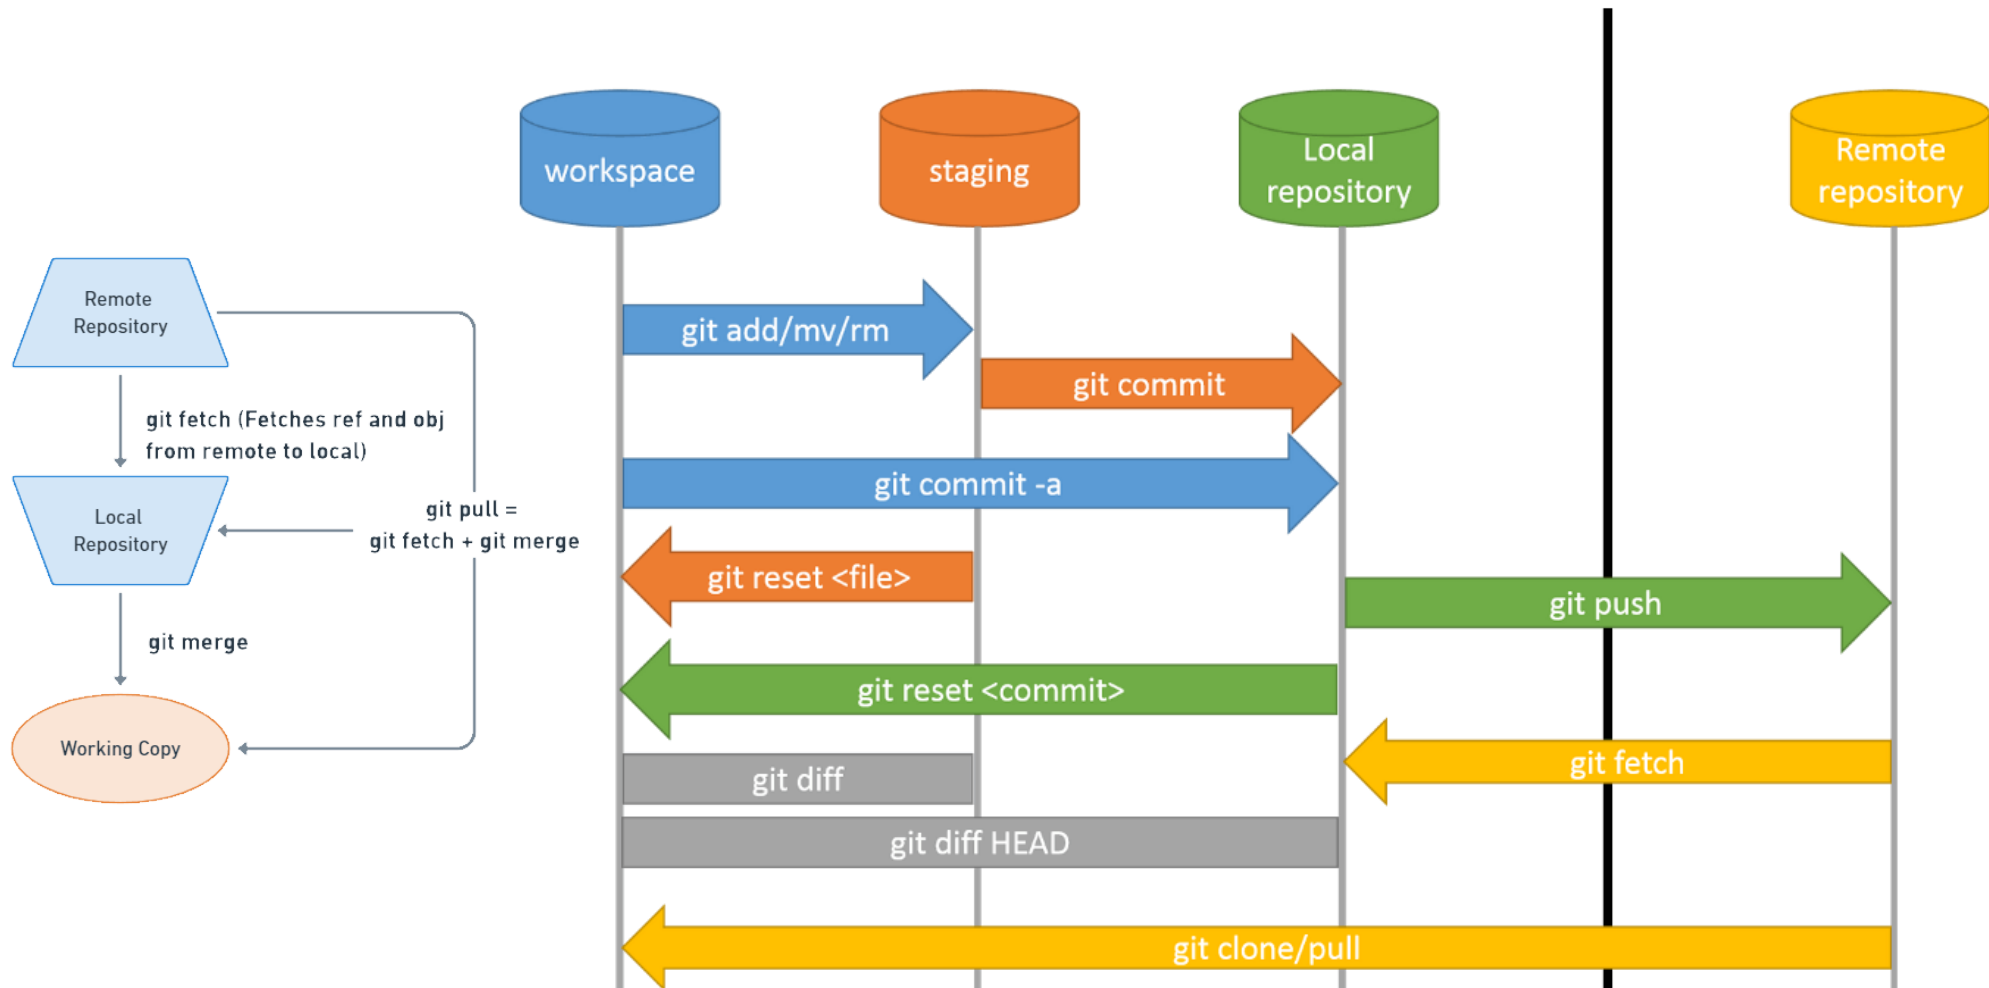 Remote
Repository
git fetch (Fetches ref and obj
from remote to local)
Local
Repository
git pull =
git fetch + git merge
git merge
Working Copy
workspace
staging
Local
repository
Remote
repository
git add/mv/rm
git commit
git commit -a
git reset <file>
git push
git reset <commit>
git fetch
git diff
git diff HEAD
git clone/pull